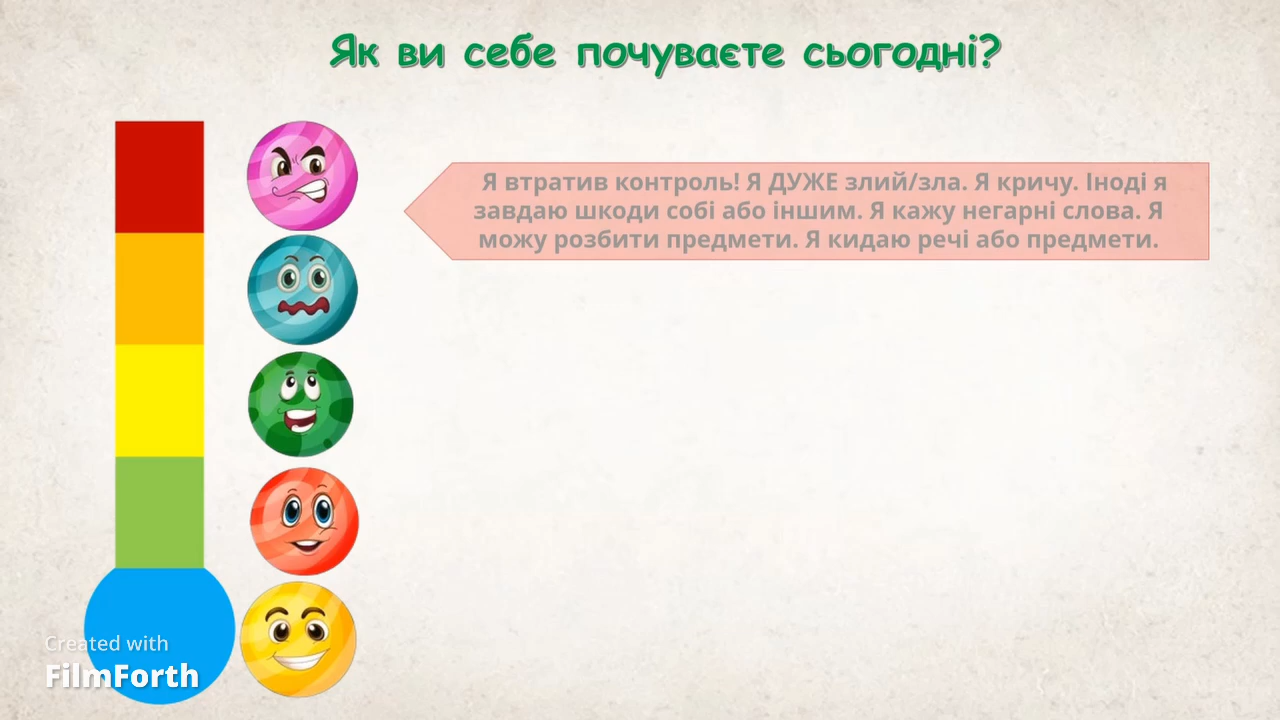 Як ви себе почуваєте сьогодні?
Я втратив контроль! Я ДУЖЕ злий/зла. Я кричу. Іноді я
завдаю шкоди собі або іншим. Я кажу негарні слова. Я
можу розбити предмети. Я кидаю речі або предмети.
Created with
FilmForth